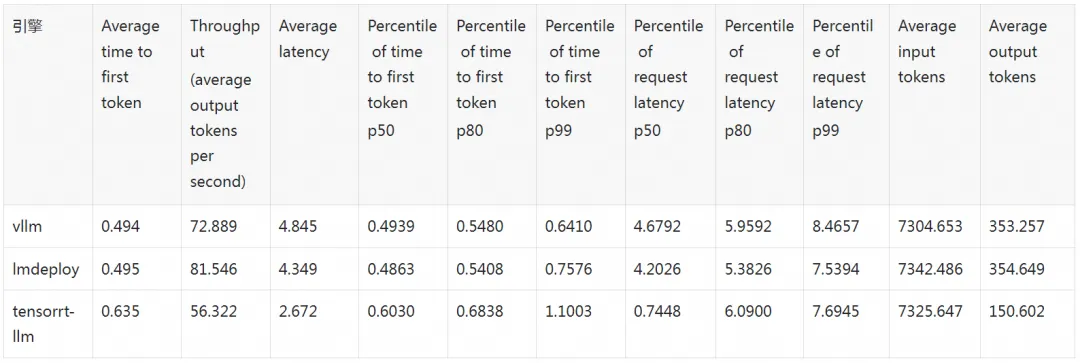 引擎 Average time to first token Throughput (average output tokens per second) Average latency Percentile of time to first token p50 Percentile of time to first token p80 Percentile of time to first token p99 Percentile of request latency p50 Percentile of request latency p80 Percentile of request latency p99 Average input tokens Average output tokens
vllm 0.494 72.889 4.845 0.4939 0.5480 0.6410 4.6792 5.9592 8.4657 7304.653 353.257
lmdeploy 0.495 81.546 4.349 0.4863 0.5408 0.7576 4.2026 5.3826 7.5394 7342.486 354.649
tensorrt-llm 0.635 56.322 2.672 0.6030 0.6838 1.1003 0.7448 6.0900 7.6945 7325.647 150.602